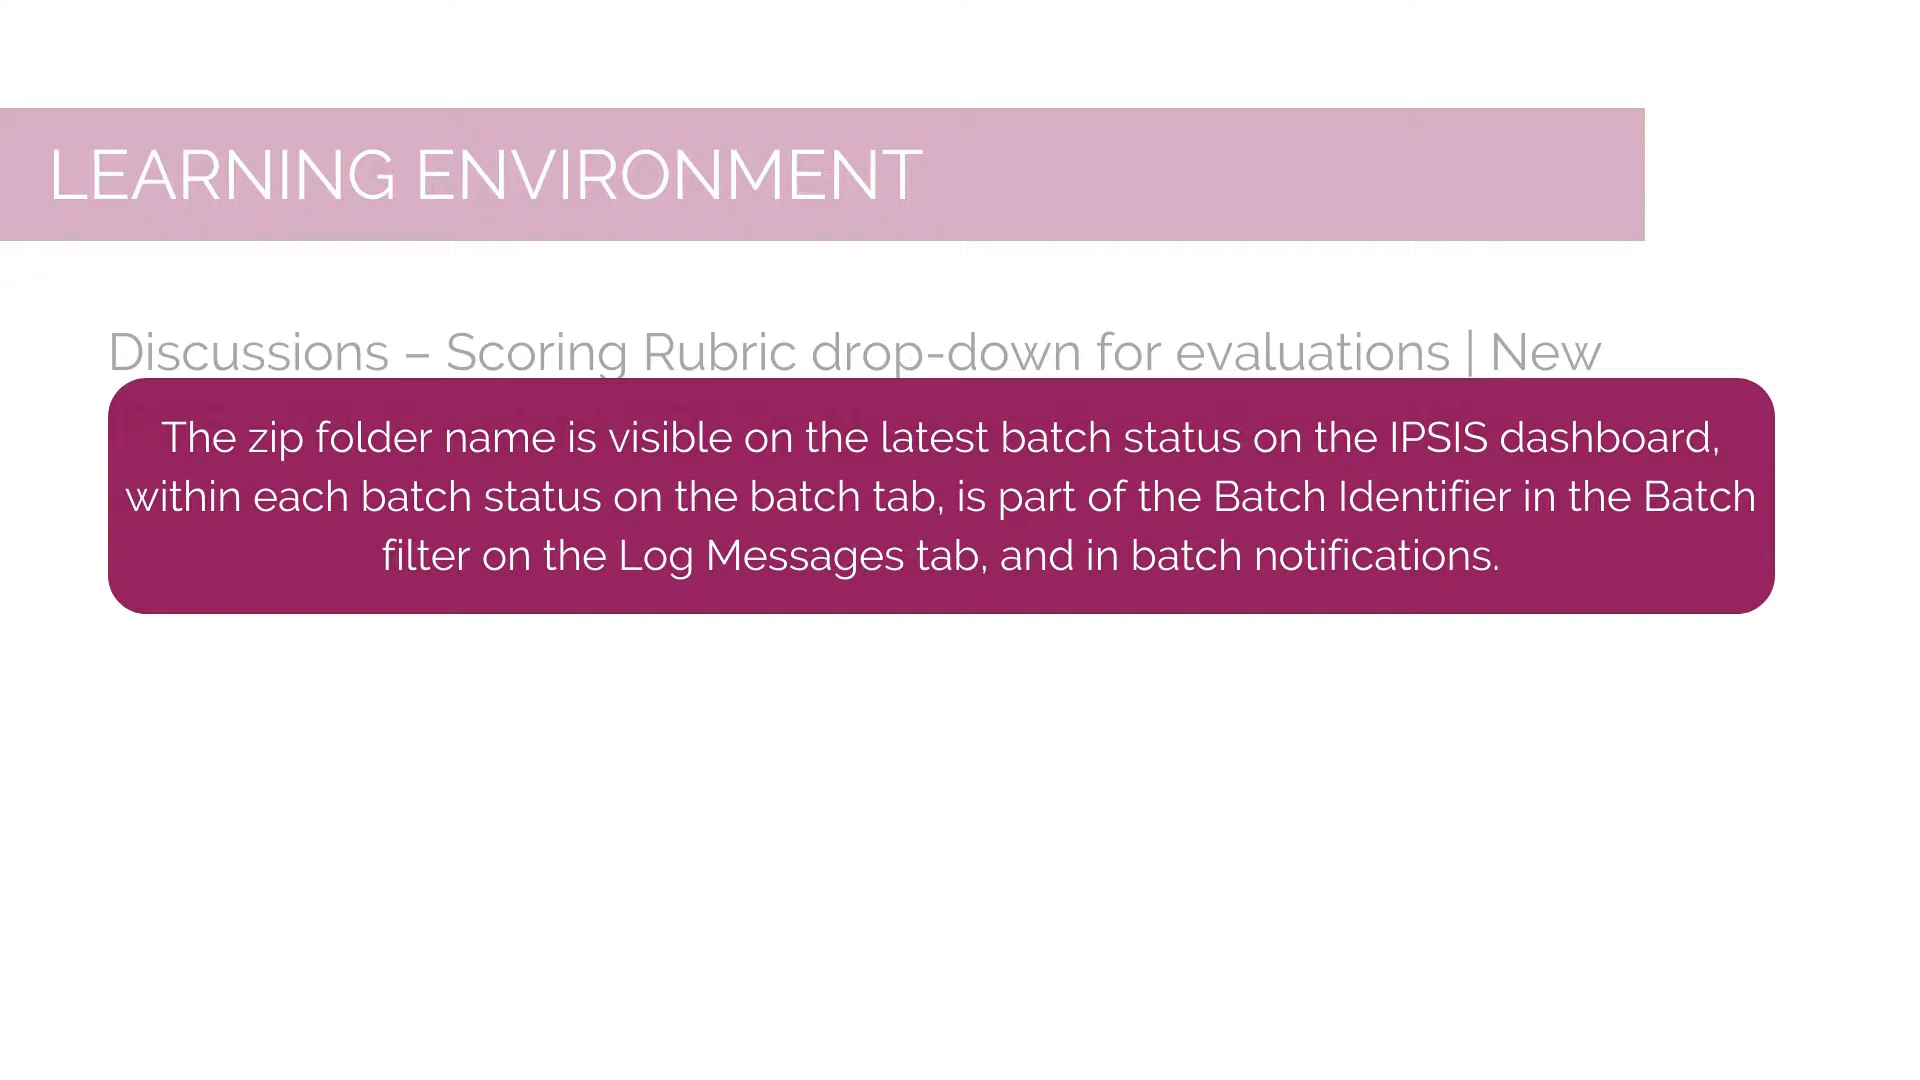 LEARNING ENVIRONMENT
Discussions – Scoring Rubric drop-down for evaluations | New
The zip folder name is visible on the latest batch status on the IPSIS dashboard,
within each batch status on the batch tab, is part of the Batch Identifier in the Batch
filter on the Log Messages tab, and in batch notifications.